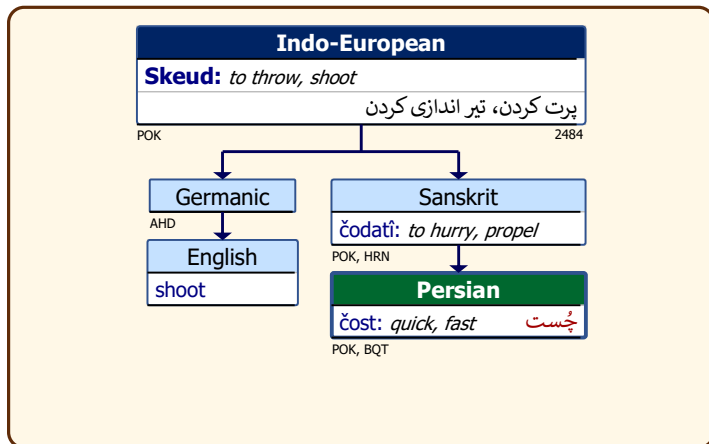 Indo-European
Skeud: to throw, shoot
پرت کردن، تیر اندازی کردن
POK 2484
Germanic
AHD
English
shoot
Sanskrit
čodatî: to hurry, propel
POK, HRN
Persian
čost: quick, fast چُست
POK, BQT